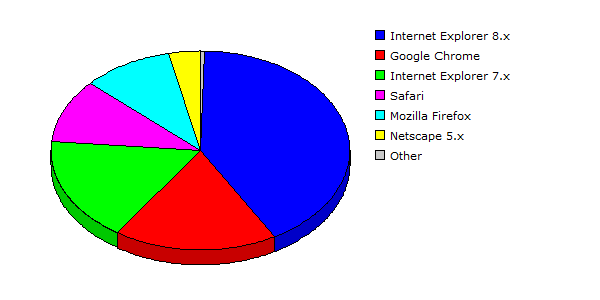 Internet Explorer 8.x
Google Chrome
Internet Explorer 7.x
Safari
Mozilla Firefox
Netscape 5.x
Other